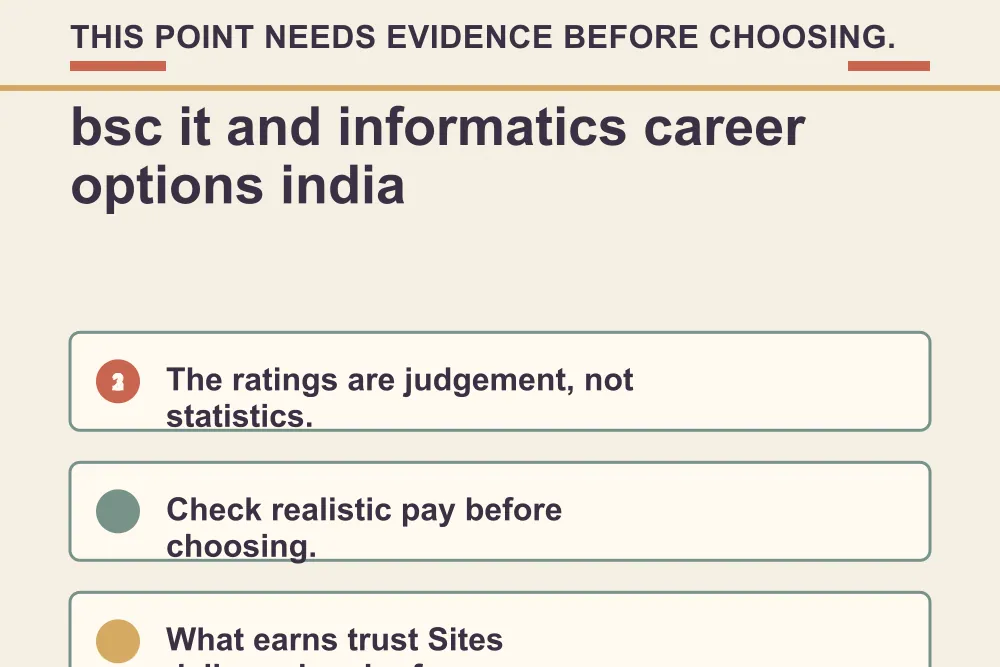 THIS POINT NEEDS EVIDENCE BEFORE CHOOSING.
bsc it and informatics career
options india
The ratings are judgement, not
statistics.
Check realistic pay before
choosing.
What earns trust Sites